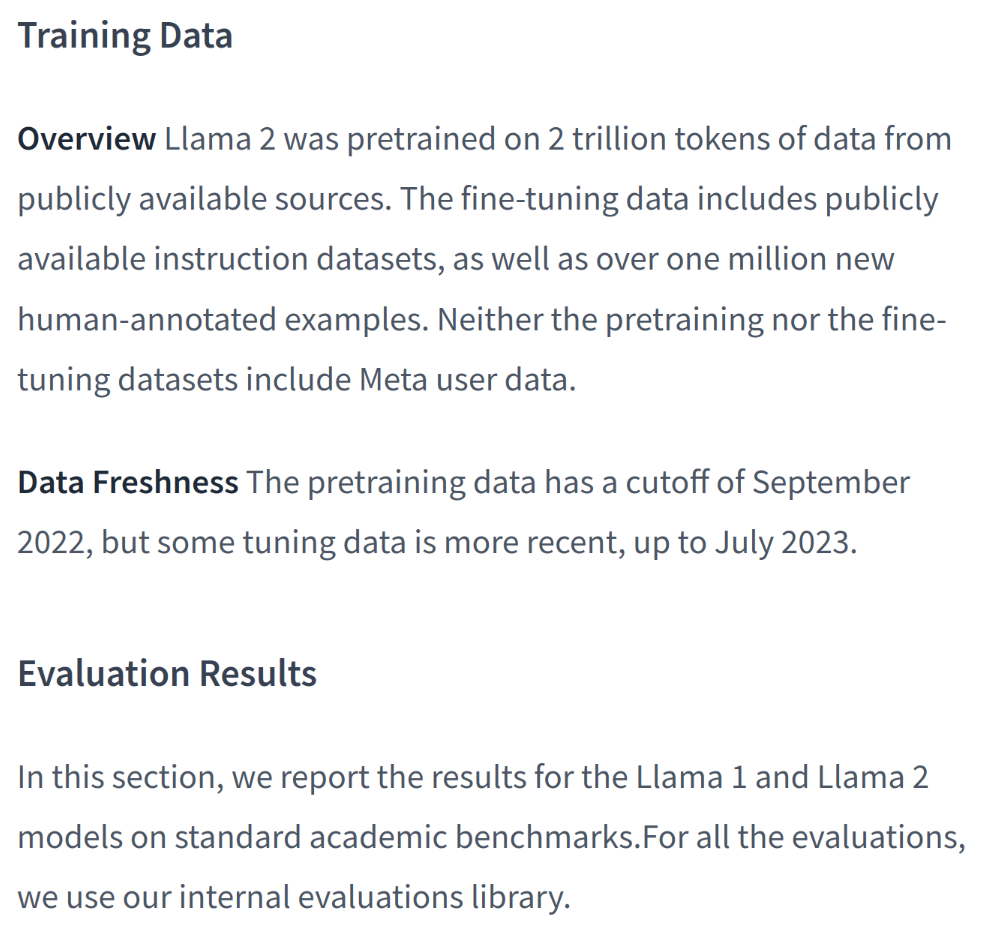 Training Data
Overview Llama 2 was pretrained on 2 trillion tokens of data from
publicly available sources. The fine-tuning data includes publicly
available instruction datasets, as well as over one million new
human-annotated examples. Neither the pretraining nor the fine-
tuning datasets include Meta user data.
Data Freshness The pretraining data has a cutoff of September
2022, but some tuning data is more recent, up to July 2023.
Evaluation Results
In this section, we report the results for the Llama 1 and Llama 2
models on standard academic benchmarks.For all the evaluations,
we use our internal evaluations library.